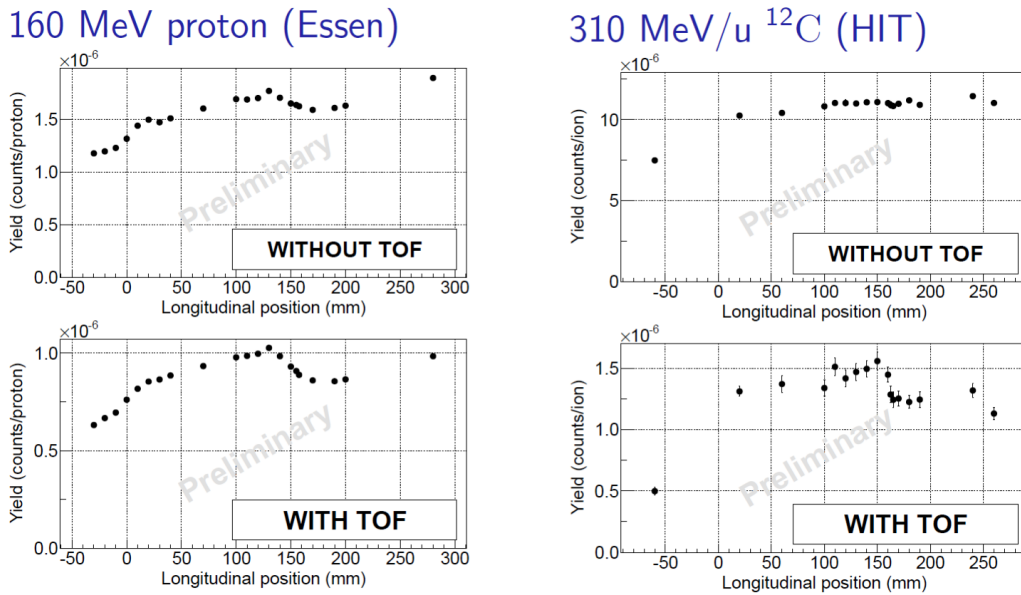 160 MeV proton (Essen)
×10⁻⁶
Yield (counts/proton)
1.5
1.0
0.5
0.0
Preliminary
WITHOUT TOF
-50 0 50 100 150 200 250 300
Longitudinal position (mm)
×10⁻⁶
Yield (counts/proton)
1.0
0.5
0.0
Preliminary
WITH TOF
-50 0 50 100 150 200 250 300
Longitudinal position (mm)
310 MeV/u ¹²C (HIT)
×10⁻⁶
Yield (counts/ion)
10
5
0
Preliminary
WITHOUT TOF
-50 0 50 100 150 200 250
Longitudinal position (mm)
×10⁻⁶
Yield (counts/ion)
1.5
1.0
0.5
0.0
Preliminary
WITH TOF
-50 0 50 100 150 200 250
Longitudinal position (mm)